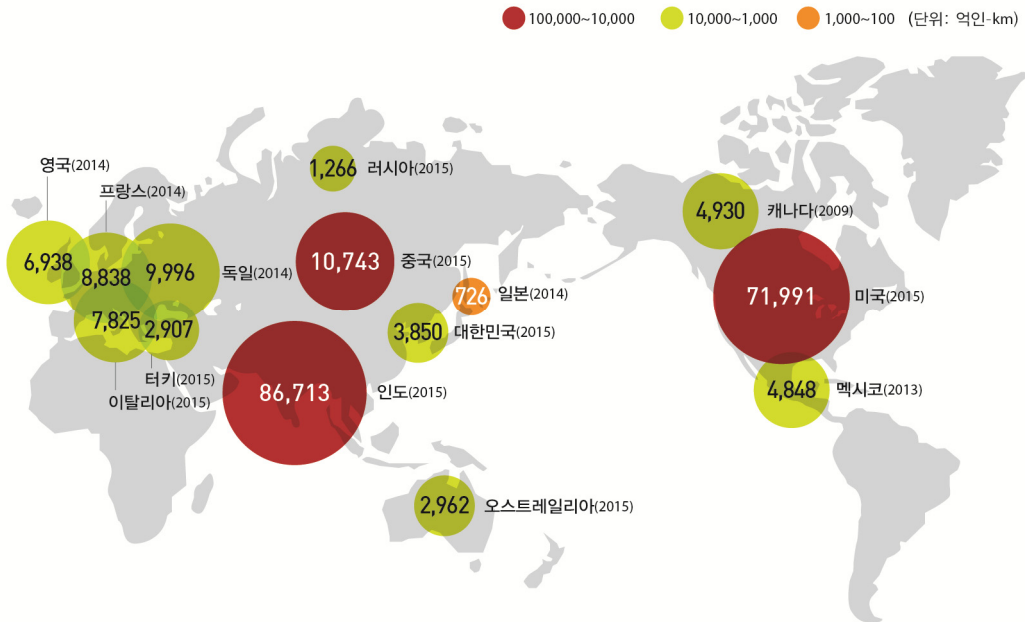 100,000~10,000 10,000~1,000 1,000~100 (단위: 억인-km)
영국(2014)
프랑스(2014)
1,266 러시아(2015)
6,938
8,838
9,996 독일(2014)
10,743 중국(2015)
4,930 캐나다(2009)
726 일본(2014)
71,991 미국(2015)
7,825
2,907
3,850 대한민국(2015)
터키(2015)
이탈리아(2015)
86,713 인도(2015)
4,848 멕시코(2013)
2,962 오스트레일리아(2015)